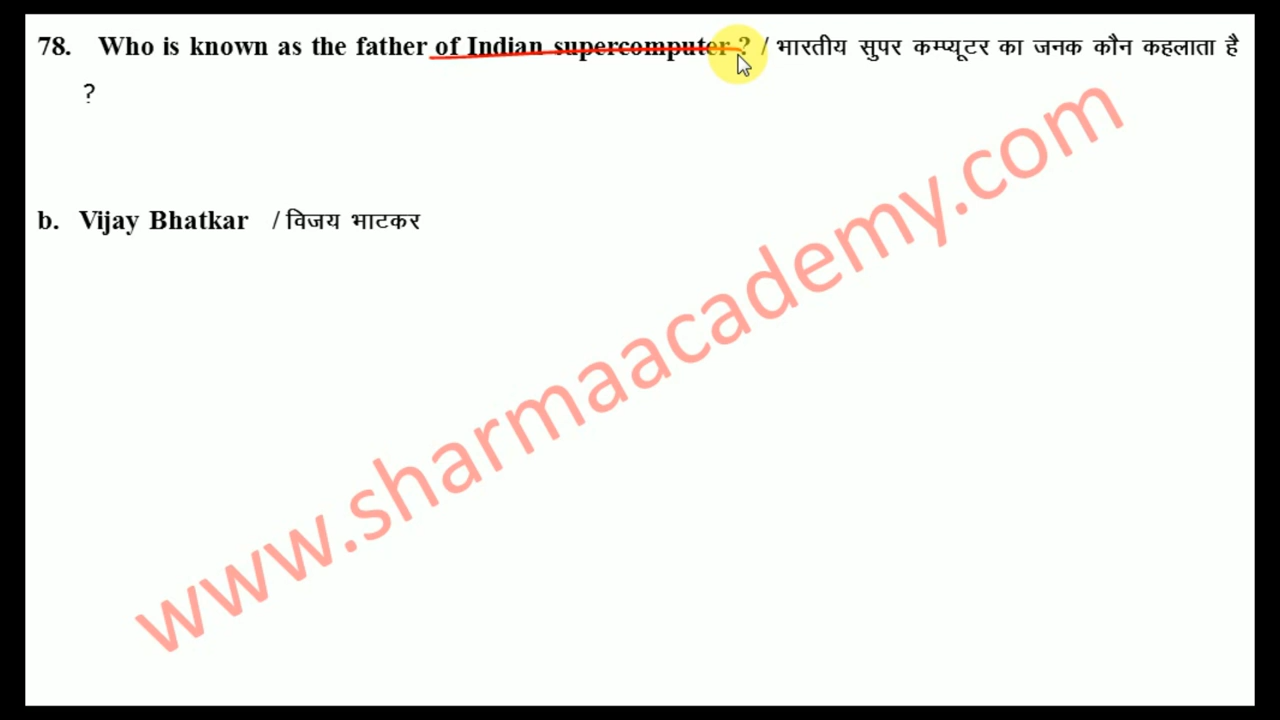 78. Who is known as the father of Indian supercomputer ? / भारतीय सुपर कम्प्यूटर का जनक कौन कहलाता है
?
b. Vijay Bhatkar / विजय भाटकर
www.sharmaacademy.com